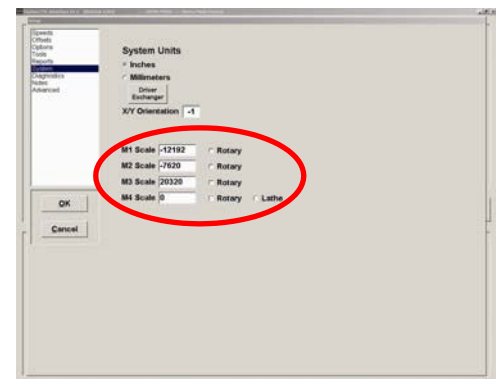 Setup
Speeds
Offsets
Options
Tools
Reports
System
Diagnostics
Notes
Advanced
System Units
Inches
Millimeters
Driver
Exchanger
X/Y Orientation -1
M1 Scale -12192 Rotary
M2 Scale -7620 Rotary
M3 Scale 20320 Rotary
M4 Scale 0 Rotary Lathe
OK
Cancel